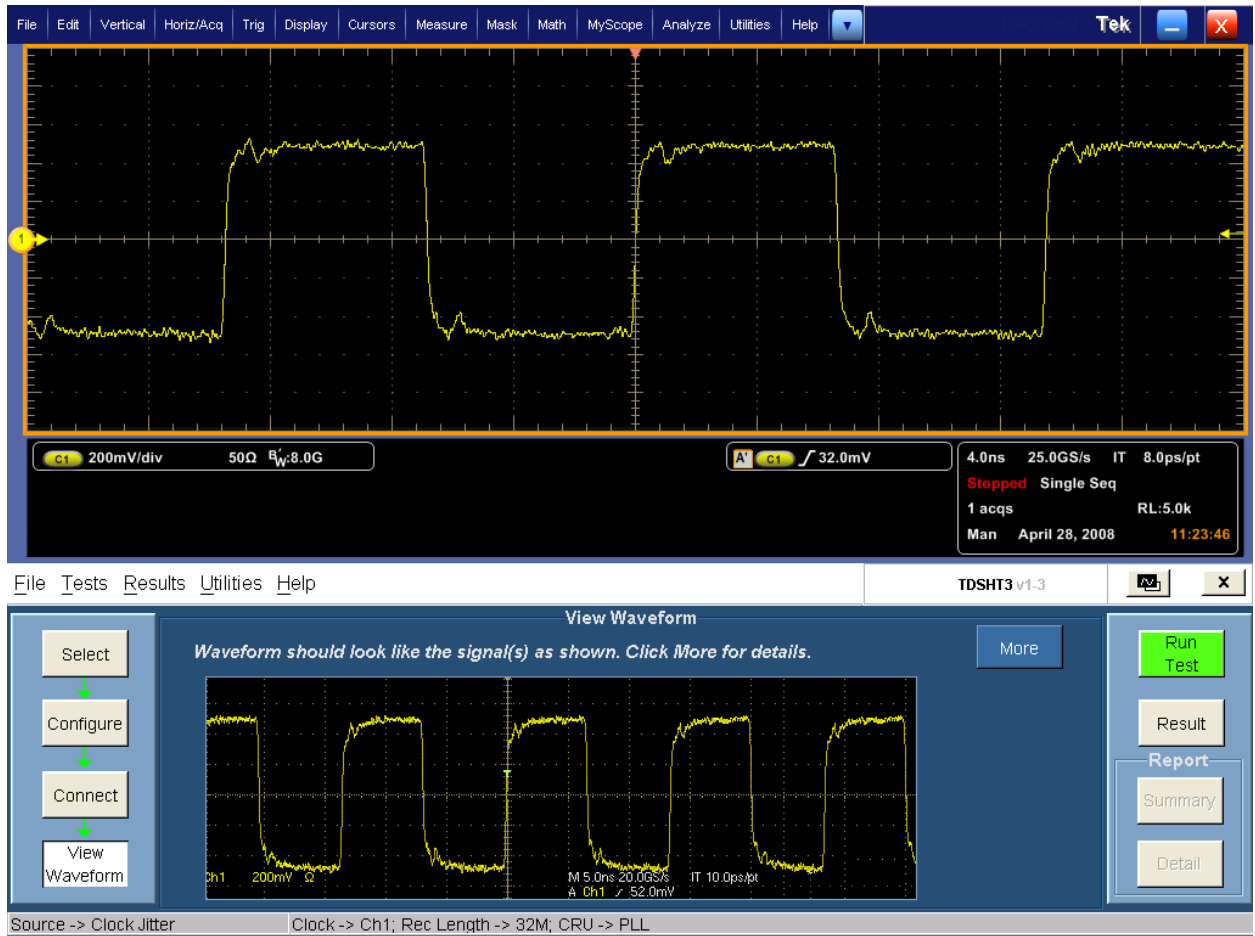 File Edit Vertical Horiz/Acq Trig Display Cursors Measure Mask Math MyScope Analyze Utilities Help Tek X
1
C1 200mV/div 50Ω BW:8.0G
A' C1 32.0mV
4.0ns 25.0GS/s IT 8.0ps/pt
Stopped Single Seq
1 acqs RL:5.0k
Man April 28, 2008 11:23:46
File Tests Results Utilities Help TDSHT3 v1-3 x
View Waveform
Waveform should look like the signal(s) as shown. Click More for details.
More
Select
Configure
Connect
View
Waveform
Ch1 200mV Ω
M 5.0ns 20.0GS/s IT 10.0ps/pt
A Ch1 52.0mV
Run
Test
Result
Report
Summary
Detail
Source -> Clock Jitter Clock -> Ch1; Rec Length -> 32M; CRU -> PLL